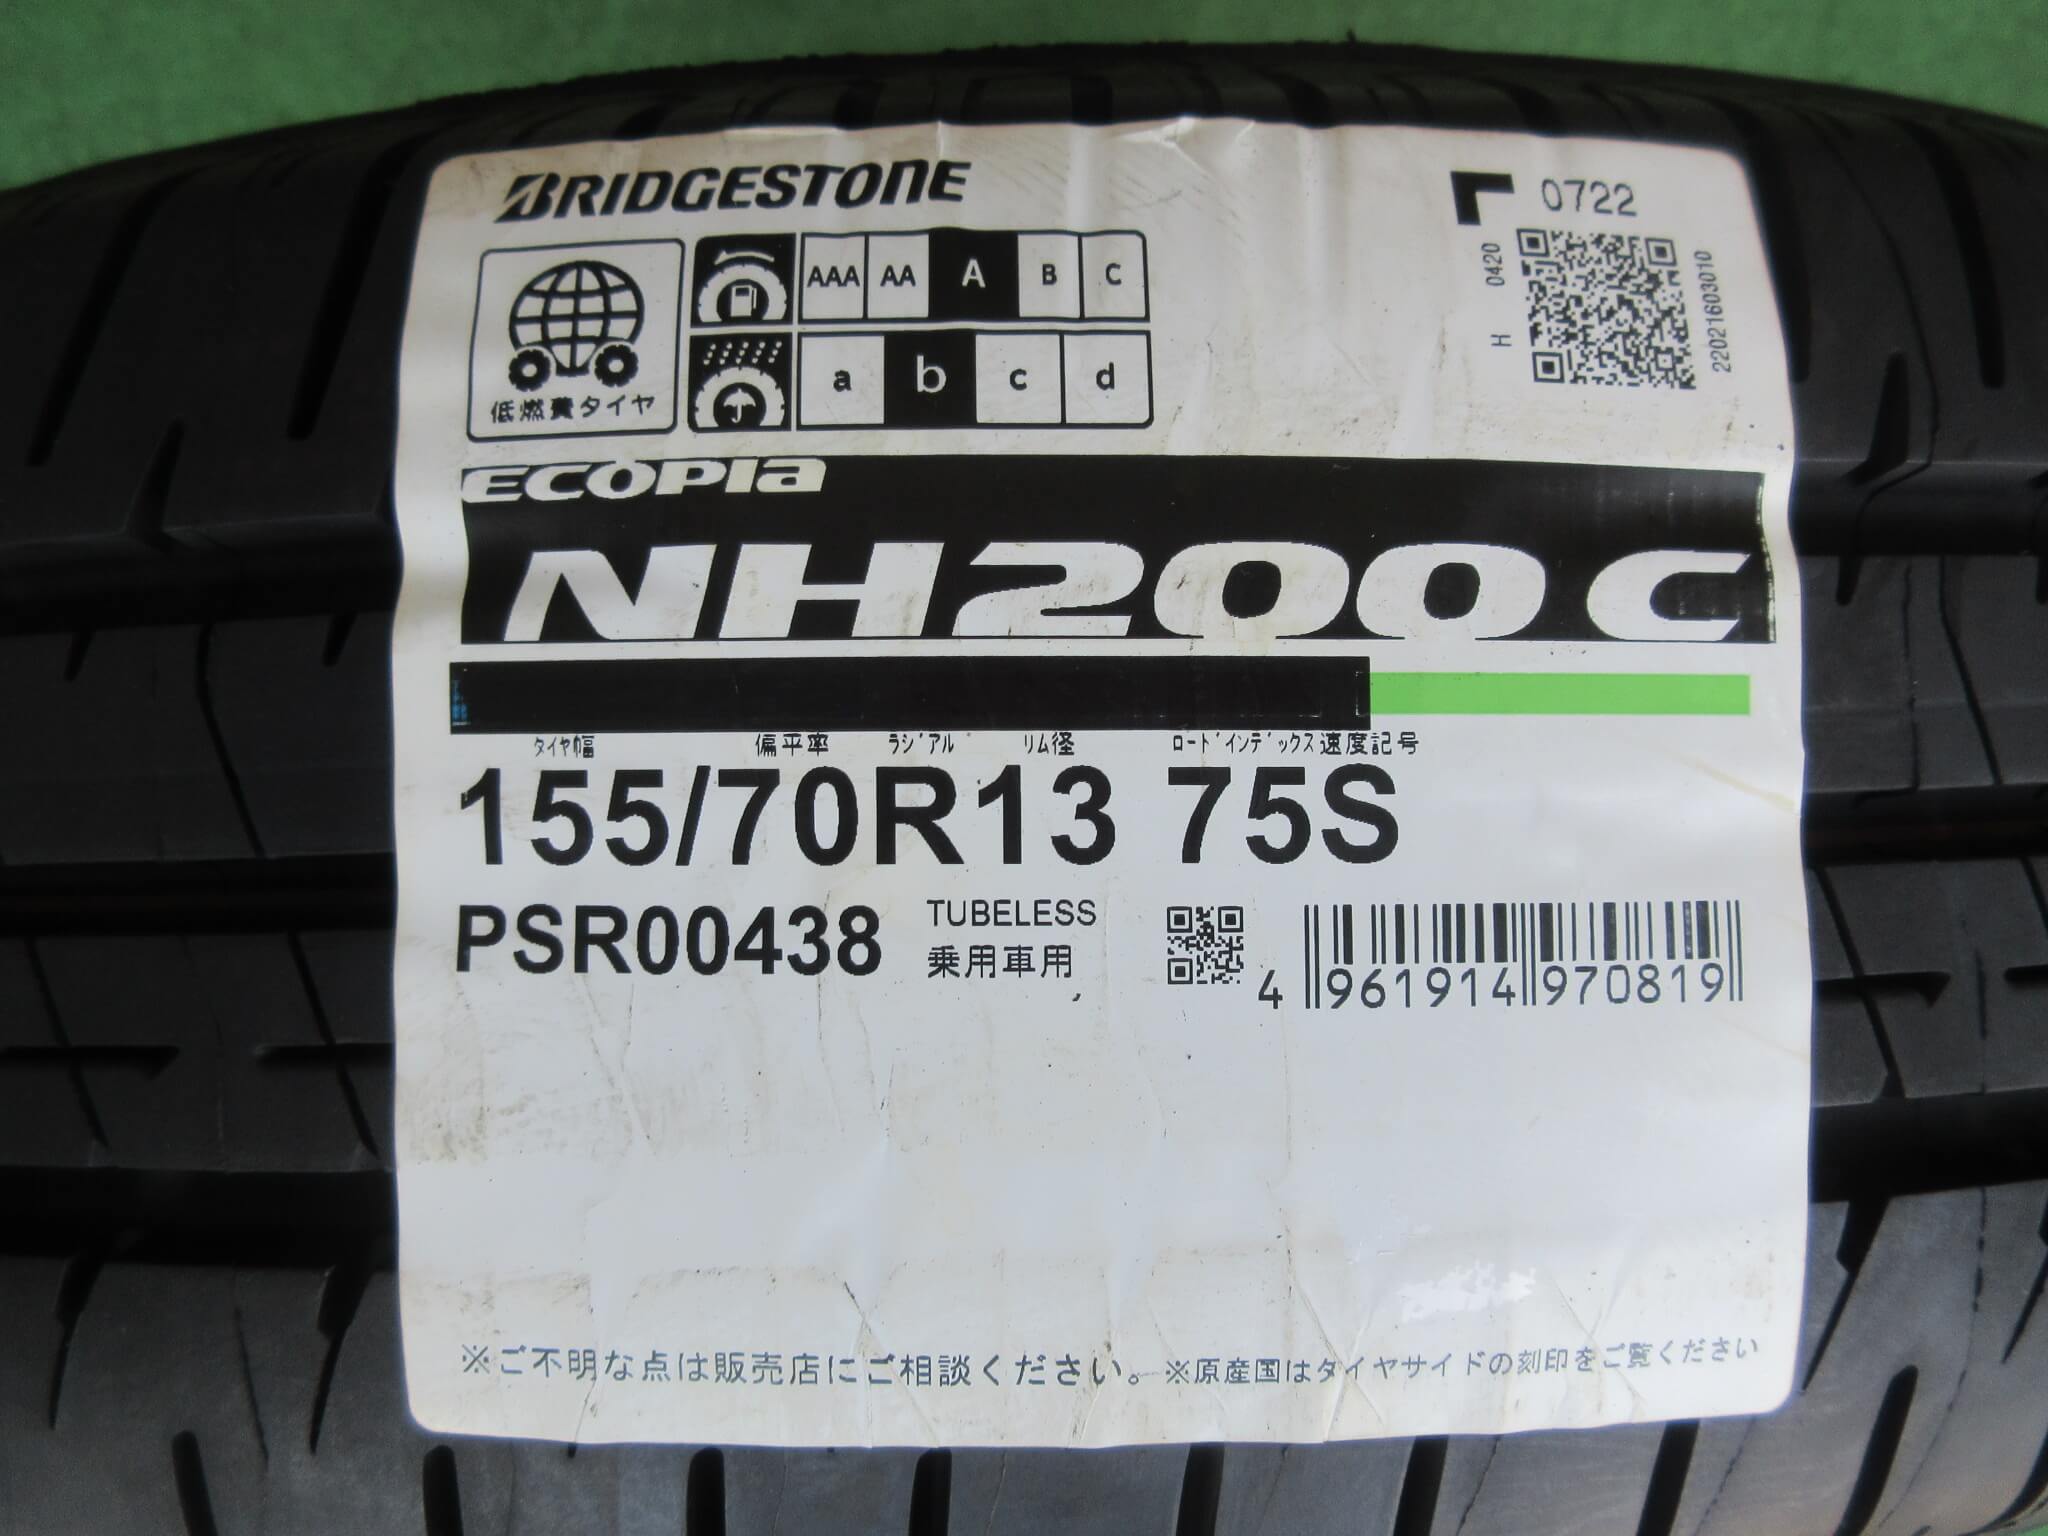 BRIDGESTONE
0722
H 0420
2202160301​0
低燃費タイヤ
AAA AA A B C
a b c d
ECOPIA
NH200 C
タイヤ幅 偏平率 ラジアル リム径 ロードインデックス 速度記号
155/70R13 75S
PSR00438
TUBELESS
乗用車用
4 961914 970819
※ご不明な点は販売店にご相談ください。※原産国はタイヤサイドの刻印をご覧ください